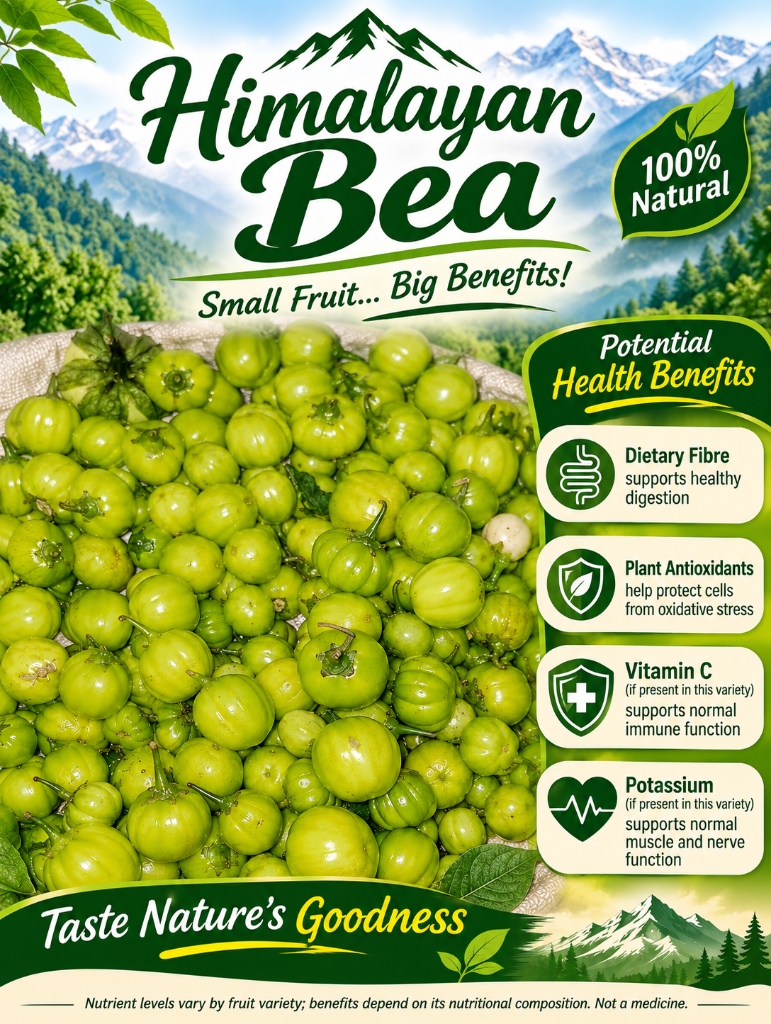 Himalayan
Bea
100%
Natural
Small Fruit... Big Benefits!
Potential
Health Benefits
Dietary Fibre
supports healthy
digestion
Plant Antioxidants
help protect cells
from oxidative stress
Vitamin C
(if present in this variety)
supports normal
immune function
Potassium
(if present in this variety)
supports normal
muscle and nerve
function
Taste Nature's Goodness
Nutrient levels vary by fruit variety; benefits depend on its nutritional composition. Not a medicine.